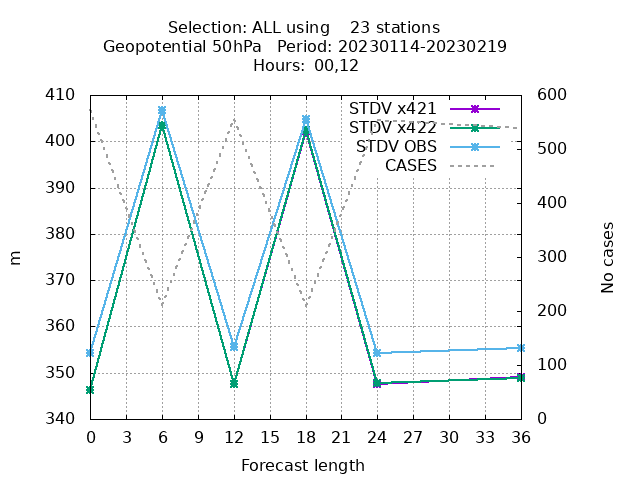 Selection: ALL using    23 stations
Geopotential 50hPa   Period: 20230114-20230219
Hours:  00,12
410 600
STDV x421
STDV x422
STDV OBS
CASES
400 500
390 400
380 300
370 200
360 100
350 0
340
m
No cases
0 3 6 9 12 15 18 21 24 27 30 33 36
Forecast length